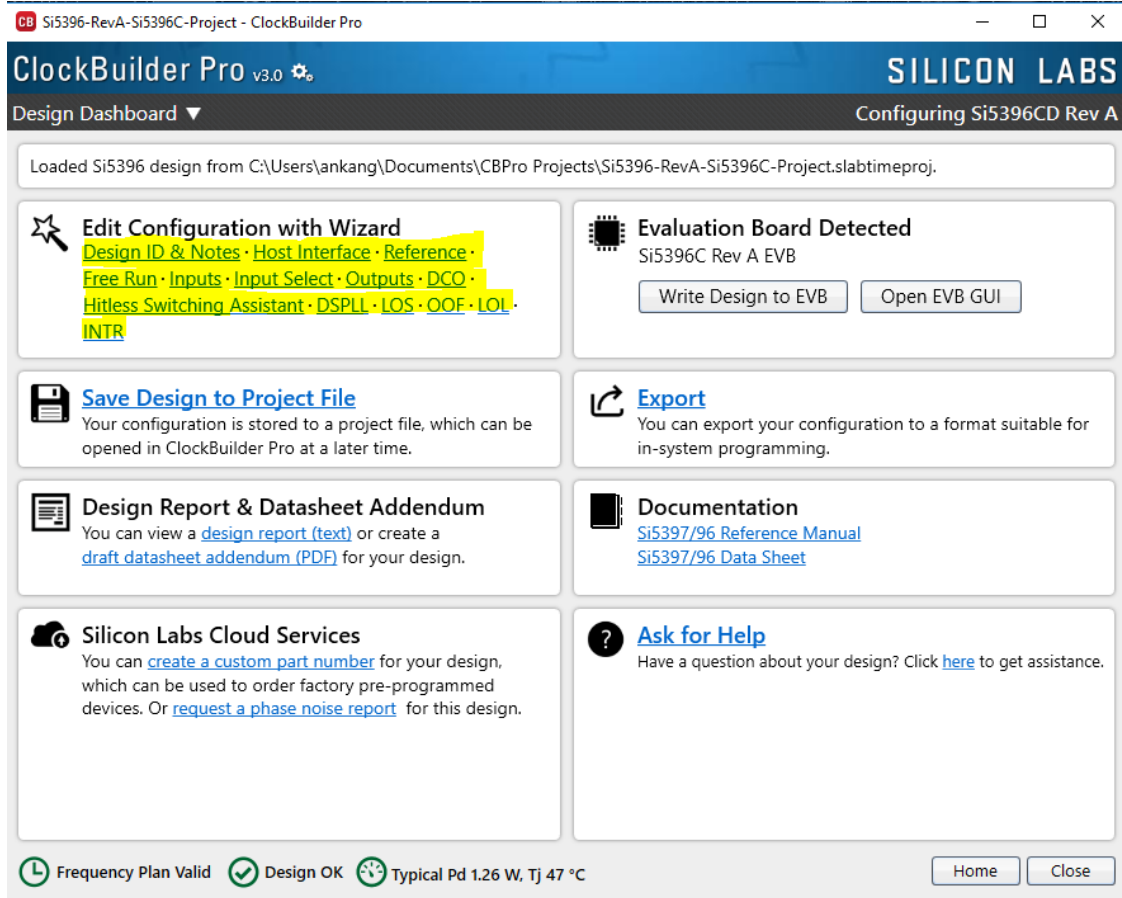 CB Si5396-RevA-Si5396C-Project - ClockBuilder Pro
ClockBuilder Pro v3.0
SILICON LABS
Design Dashboard ▼
Configuring Si5396CD Rev A
Loaded Si5396 design from C:\Users\ankang\Documents\CBPro Projects\Si5396-RevA-Si5396C-Project.slabtimeproj.
Edit Configuration with Wizard
Design ID & Notes · Host Interface · Reference ·
Free Run · Inputs · Input Select · Outputs · DCO ·
Hitless Switching Assistant · DSPLL · LOS · OOF · LOL ·
INTR
Evaluation Board Detected
Si5396C Rev A EVB
Write Design to EVB
Open EVB GUI
Save Design to Project File
Your configuration is stored to a project file, which can be
opened in ClockBuilder Pro at a later time.
Export
You can export your configuration to a format suitable for
in-system programming.
Design Report & Datasheet Addendum
You can view a design report (text) or create a
draft datasheet addendum (PDF) for your design.
Documentation
Si5397/96 Reference Manual
Si5397/96 Data Sheet
Silicon Labs Cloud Services
You can create a custom part number for your design,
which can be used to order factory pre-programmed
devices. Or request a phase noise report for this design.
? Ask for Help
Have a question about your design? Click here to get assistance.
Frequency Plan Valid
Design OK
Typical Pd 1.26 W, Tj 47 °C
Home
Close